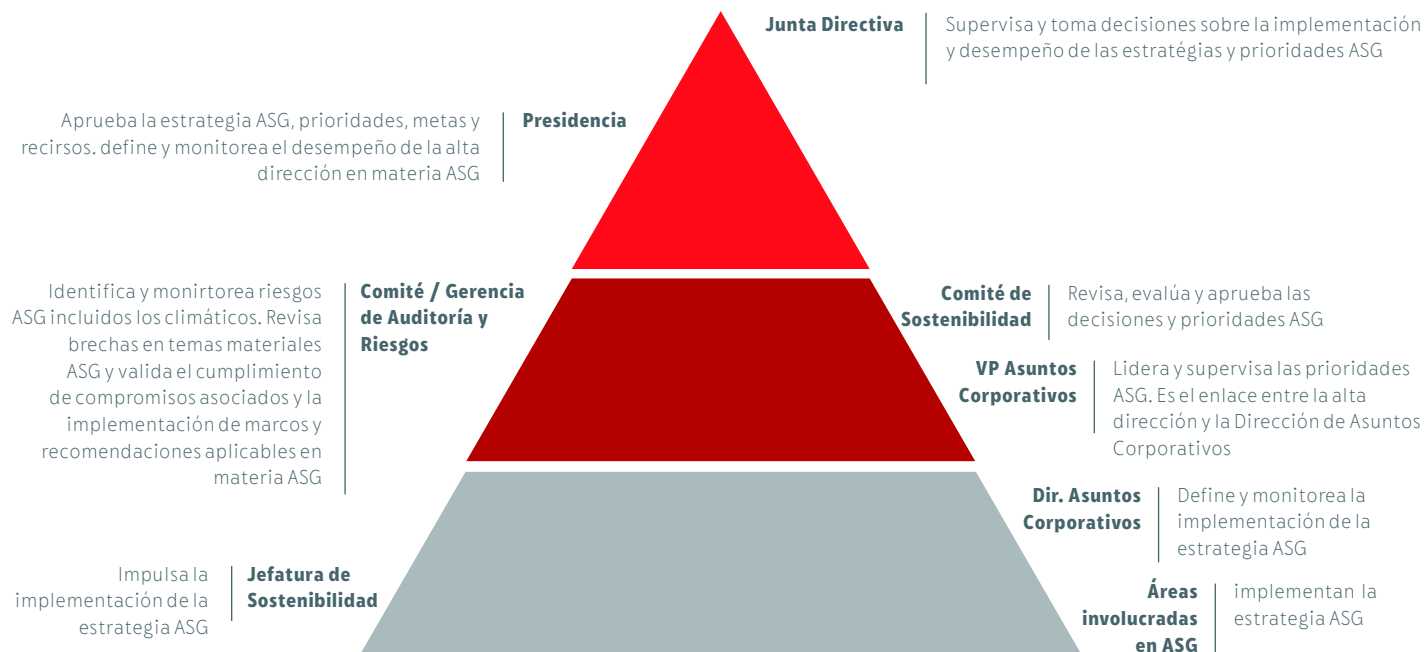 Junta Directiva
Supervisa y toma decisiones sobre la implementación
y desempeño de las estratégias y prioridades ASG
Aprueba la estrategia ASG, prioridades, metas y
recirsos. define y monitorea el desempeño de la alta
dirección en materia ASG
Presidencia
Identifica y monirtorea riesgos
ASG incluidos los climáticos. Revisa
brechas en temas materiales
ASG y valida el cumplimiento
de compromisos asociados y la
implementación de marcos y
recomendaciones aplicables en
materia ASG
Comité / Gerencia
de Auditoría y
Riesgos
Comité de
Sostenibilidad
Revisa, evalúa y aprueba las
decisiones y prioridades ASG
VP Asuntos
Corporativos
Lidera y supervisa las prioridades
ASG. Es el enlace entre la alta
dirección y la Dirección de Asuntos
Corporativos
Dir. Asuntos
Corporativos
Define y monitorea la
implementación de la
estrategia ASG
Impulsa la
implementación de la
estrategia ASG
Jefatura de
Sostenibilidad
Áreas
involucradas
en ASG
implementan la
estrategia ASG